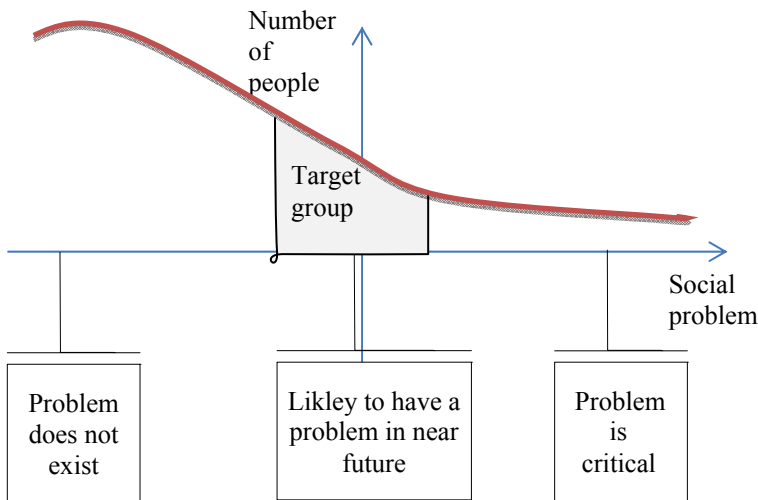 Number
of
people
Target
group
Social
problem
Problem
does not
exist
Likley to have a
problem in near
future
Problem
is
critical